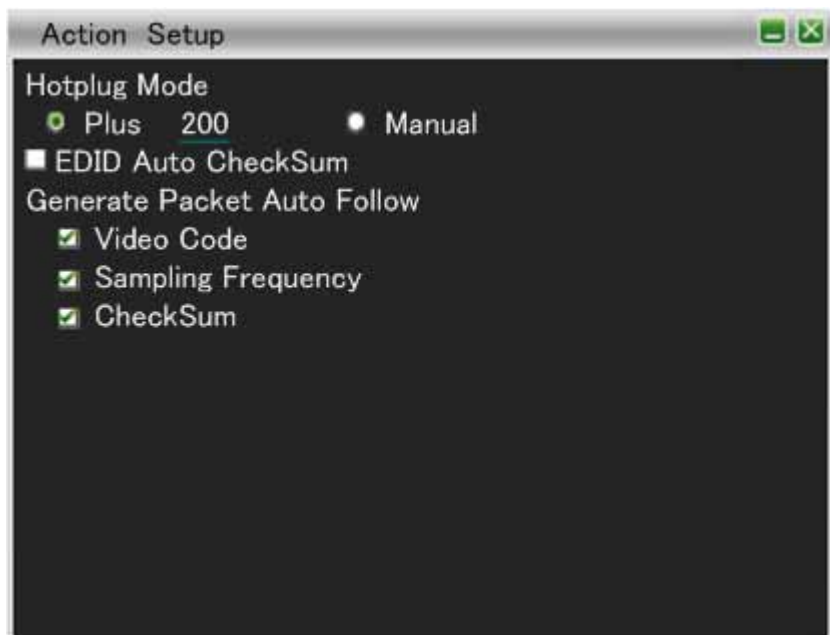 Action Setup
Hotplug Mode
Plus 200 Manual
EDID Auto CheckSum
Generate Packet Auto Follow
Video Code
Sampling Frequency
CheckSum